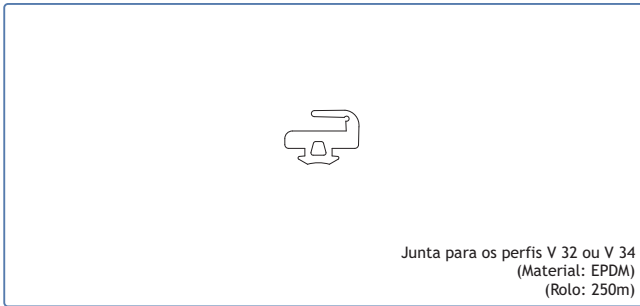 Junta para os perfis V 32 ou V 34
(Material: EPDM)
(Rolo: 250m)